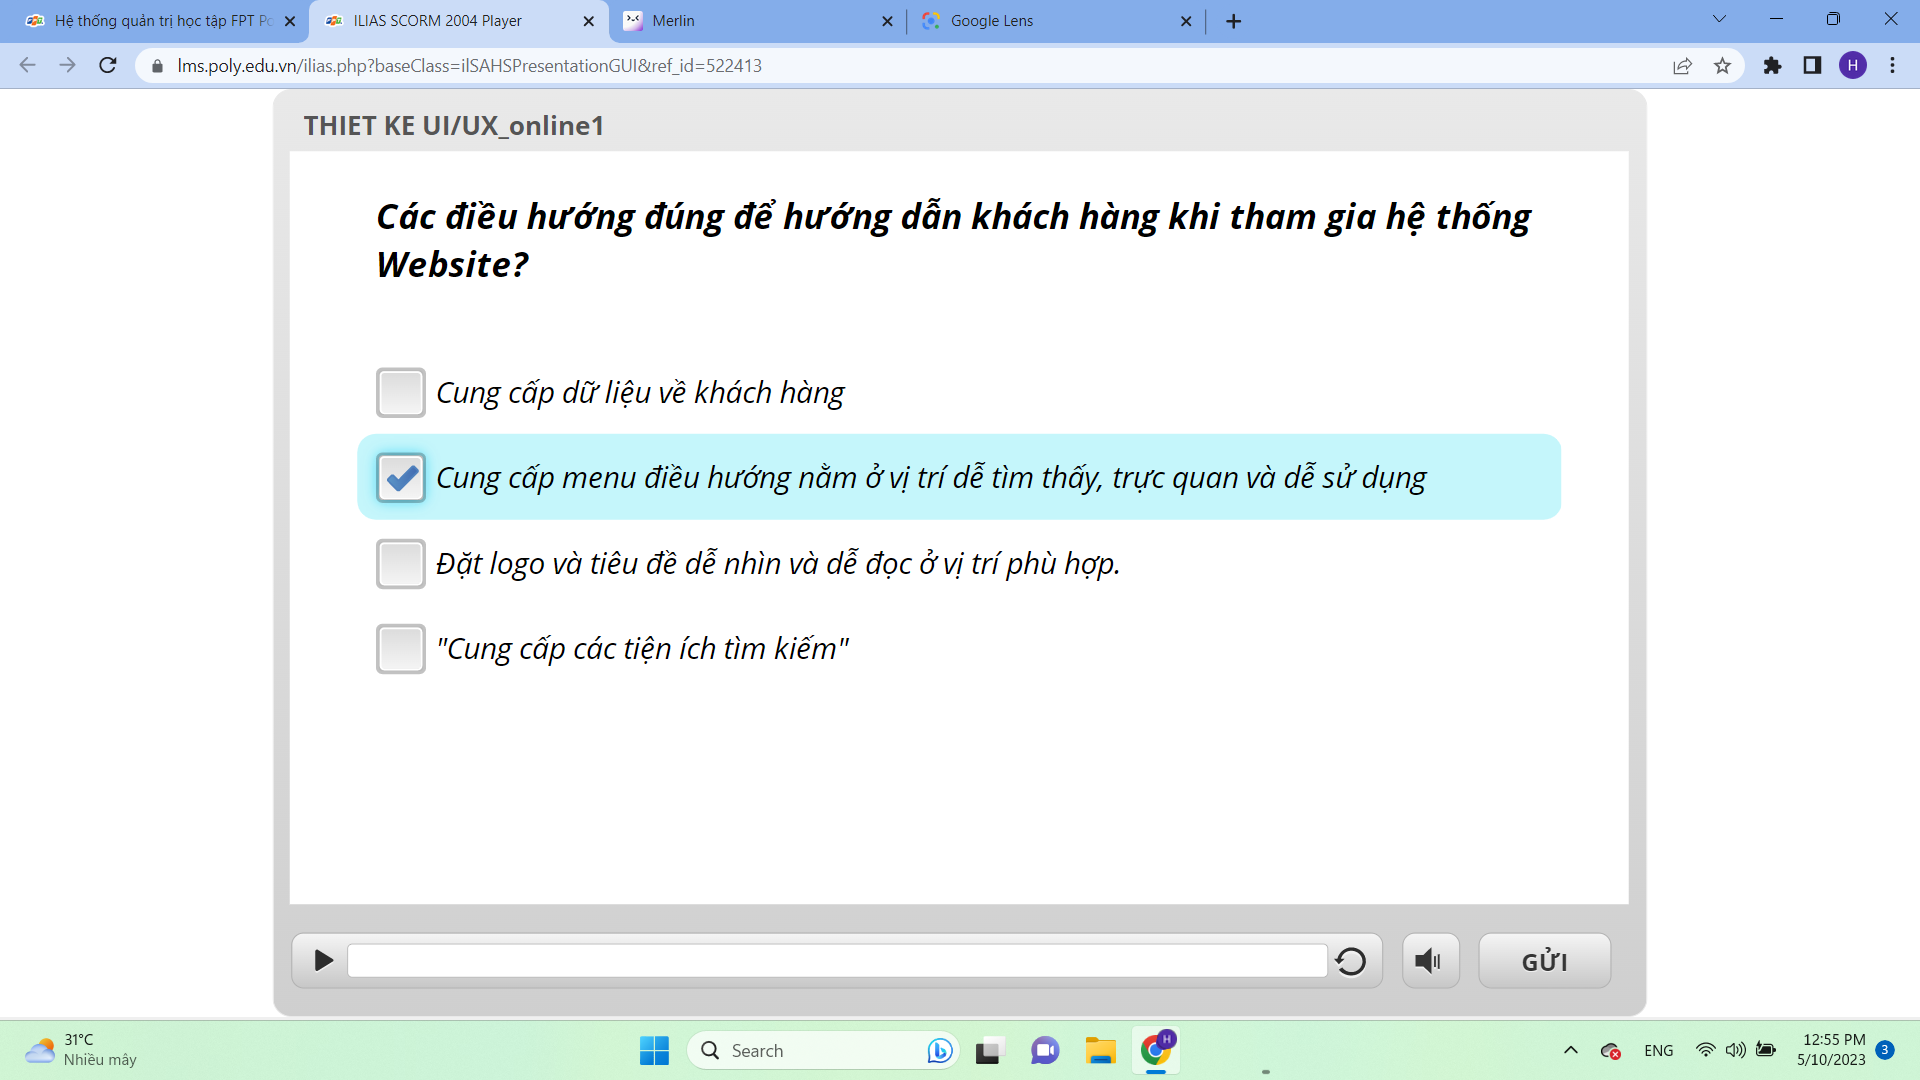 Hệ thống quản trị học tập FPT Po
ILIAS SCORM 2004 Player
Merlin
Google Lens
lms.poly.edu.vn/ilias.php?baseClass=ilSAHSPresentationGUI&ref_id=522413
H
THIET KE UI/UX_online1
Các điều hướng đúng để hướng dẫn khách hàng khi tham gia hệ thống
Website?
Cung cấp dữ liệu về khách hàng
Cung cấp menu điều hướng nằm ở vị trí dễ tìm thấy, trực quan và dễ sử dụng
Đặt logo và tiêu đề dễ nhìn và dễ đọc ở vị trí phù hợp.
"Cung cấp các tiện ích tìm kiếm"
GỬI
31°C
Nhiều mây
Search
H
ENG
12:55 PM
5/10/2023
3